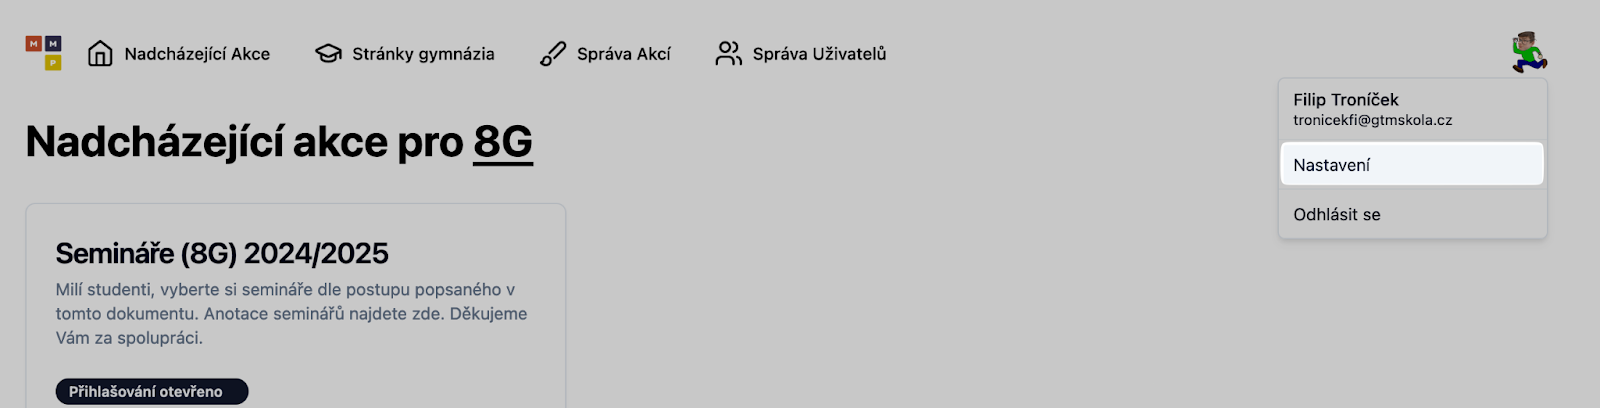 M M
P
Nadcházející Akce
Stránky gymnázia
Správa Akcí
Správa Uživatelů
Filip Troníček
tronicekfi@gtmskola.cz
Nastavení
Odhlásit se
Nadcházející akce pro 8G
Semináře (8G) 2024/2025
Milí studenti, vyberte si semináře dle postupu popsaného v
tomto dokumentu. Anotace seminářů najdete zde. Děkujeme
Vám za spolupráci.
Přihlašování otevřeno